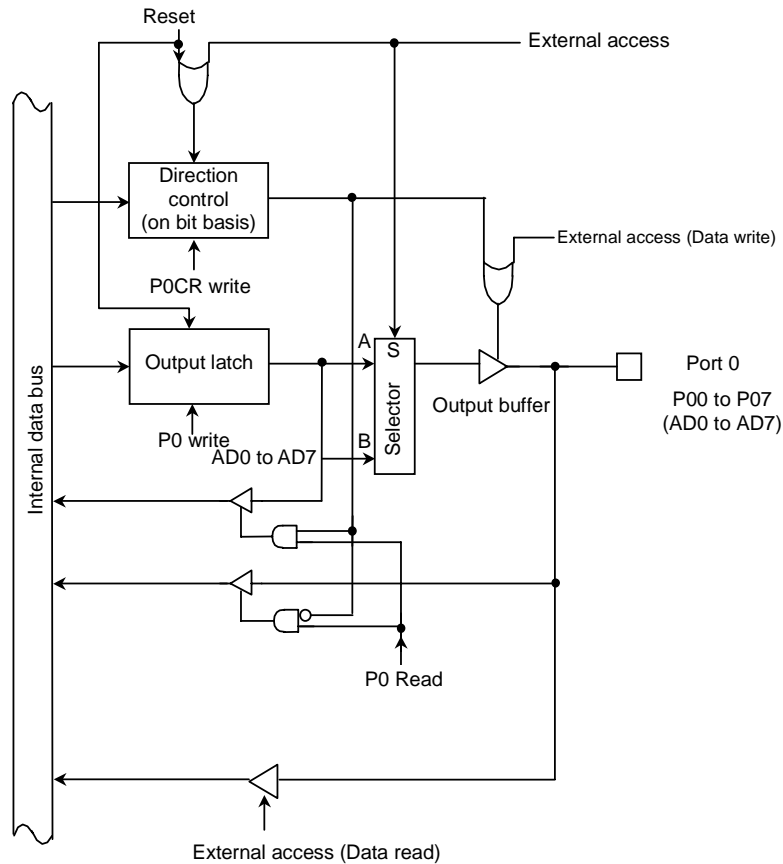 Reset
External access
Direction
control
(on bit basis)
External access (Data write)
P0CR write
A
S
Output latch
Port 0
Selector
Output buffer
P00 to P07
(AD0 to AD7)
P0 write
B
AD0 to AD7
Internal data bus
P0 Read
External access (Data read)